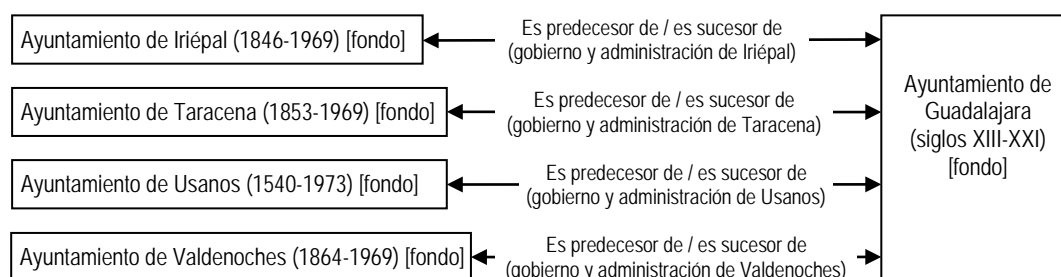 Ayuntamiento de Iriépal (1846-1969) [fondo]
Es predecesor de / es sucesor de
(gobierno y administración de Iriépal)
Ayuntamiento de Taracena (1853-1969) [fondo]
Es predecesor de / es sucesor de
(gobierno y administración de Taracena)
Ayuntamiento de Usanos (1540-1973) [fondo]
Es predecesor de / es sucesor de
(gobierno y administración de Usanos)
Ayuntamiento de Valdenoches (1864-1969) [fondo]
Es predecesor de / es sucesor de
(gobierno y administración de Valdenoches)
Ayuntamiento de
Guadalajara
(siglos XIII-XXI)
[fondo]